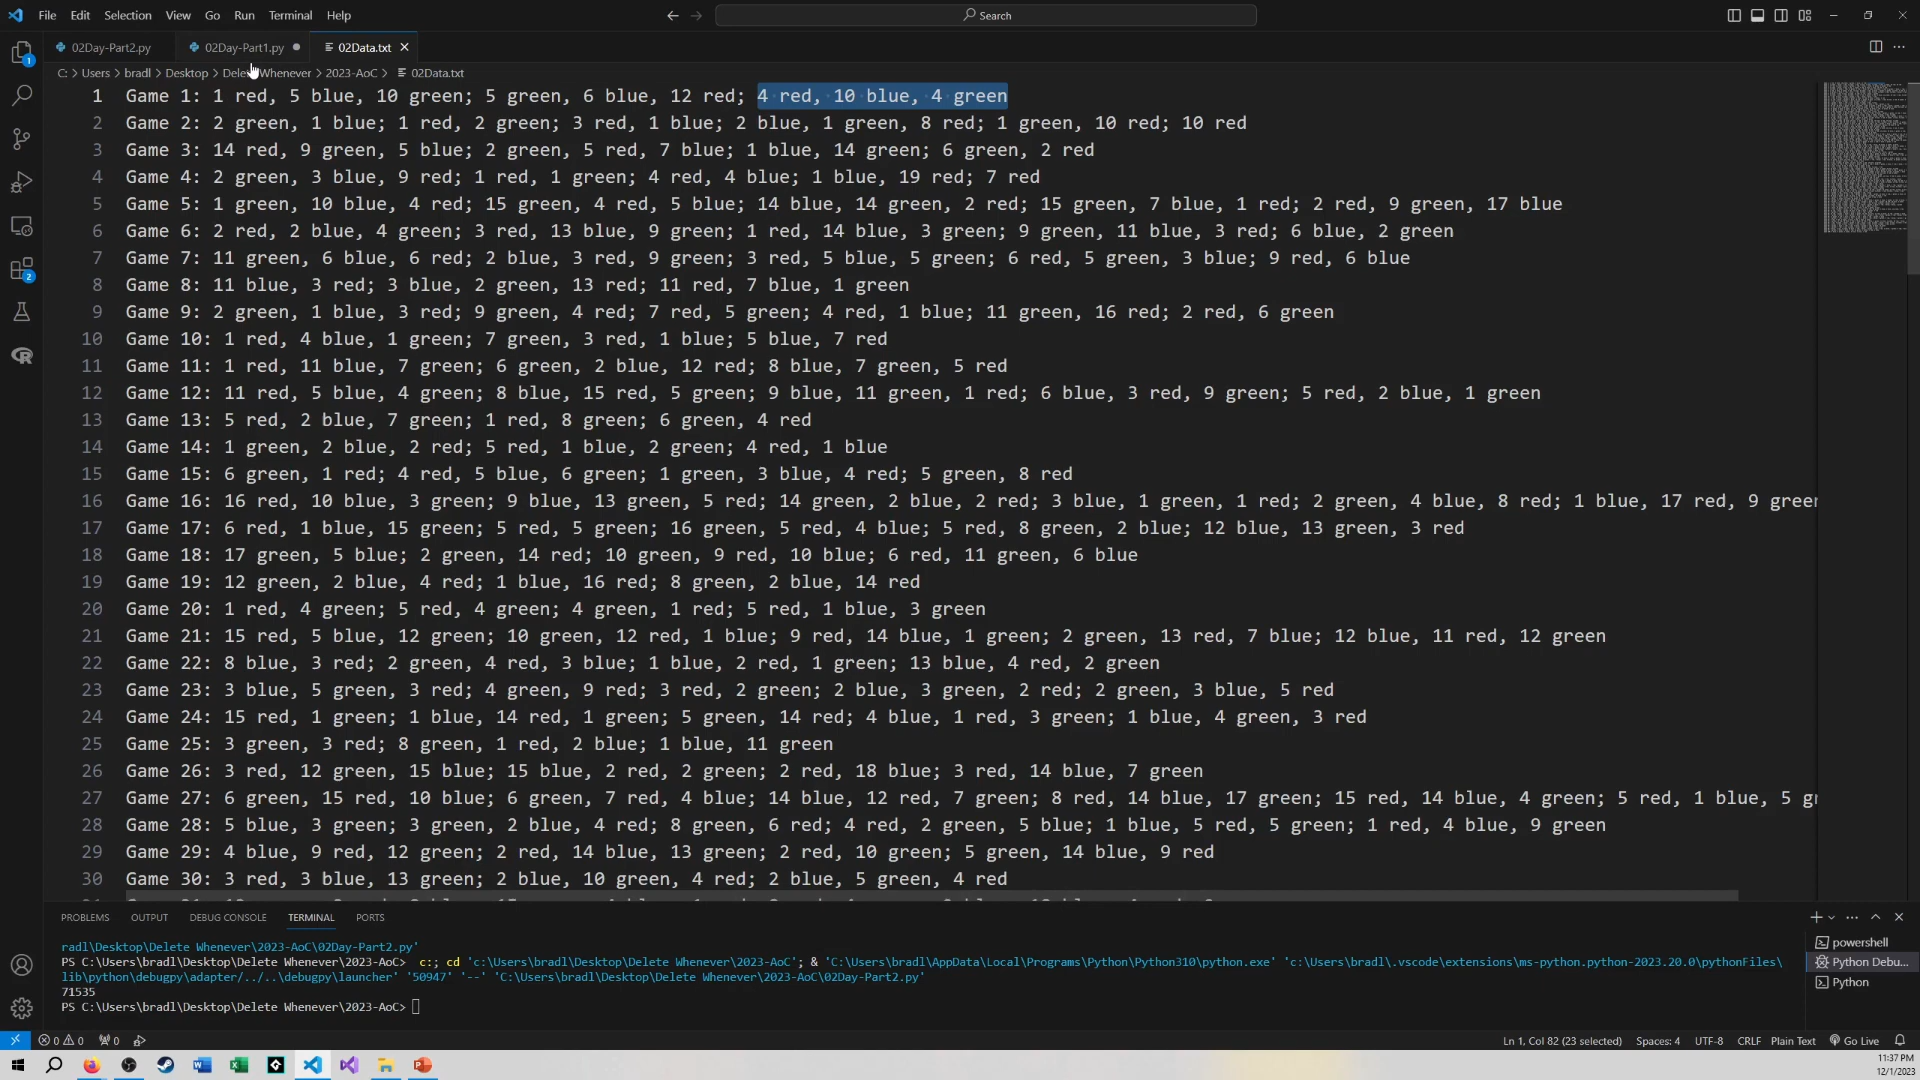 File Edit Selection View Go Run Terminal Help
Search
02Day-Part2.py 02Day-Part1.py 02Data.txt
C: > Users > bradl > Desktop > Delete Whenever > 2023-AoC > 02Data.txt
1 Game 1: 1 red, 5 blue, 10 green; 5 green, 6 blue, 12 red; 4 red, 10 blue, 4 green
2 Game 2: 2 green, 1 blue; 1 red, 2 green; 3 red, 1 blue; 2 blue, 1 green, 8 red; 1 green, 10 red; 10 red
3 Game 3: 14 red, 9 green, 5 blue; 2 green, 5 red, 7 blue; 1 blue, 14 green; 6 green, 2 red
4 Game 4: 2 green, 3 blue, 9 red; 1 red, 1 green; 4 red, 4 blue; 1 blue, 19 red; 7 red
5 Game 5: 1 green, 10 blue, 4 red; 15 green, 4 red, 5 blue; 14 blue, 14 green, 2 red; 15 green, 7 blue, 1 red; 2 red, 9 green, 17 blue
6 Game 6: 2 red, 2 blue, 4 green; 3 red, 13 blue, 9 green; 1 red, 14 blue, 3 green; 9 green, 11 blue, 3 red; 6 blue, 2 green
7 Game 7: 11 green, 6 blue, 6 red; 2 blue, 3 red, 9 green; 3 red, 5 blue, 5 green; 6 red, 5 green, 3 blue; 9 red, 6 blue
8 Game 8: 11 blue, 3 red; 3 blue, 2 green, 13 red; 11 red, 7 blue, 1 green
9 Game 9: 2 green, 1 blue, 3 red; 9 green, 4 red; 7 red, 5 green; 4 red, 1 blue; 11 green, 16 red; 2 red, 6 green
10 Game 10: 1 red, 4 blue, 1 green; 7 green, 3 red, 1 blue; 5 blue, 7 red
11 Game 11: 1 red, 11 blue, 7 green; 6 green, 2 blue, 12 red; 8 blue, 7 green, 5 red
12 Game 12: 11 red, 5 blue, 4 green; 8 blue, 15 red, 5 green; 9 blue, 11 green, 1 red; 6 blue, 3 red, 9 green; 5 red, 2 blue, 1 green
13 Game 13: 5 red, 2 blue, 7 green; 1 red, 8 green; 6 green, 4 red
14 Game 14: 1 green, 2 blue, 2 red; 5 red, 1 blue, 2 green; 4 red, 1 blue
15 Game 15: 6 green, 1 red; 4 red, 5 blue, 6 green; 1 green, 3 blue, 4 red; 5 green, 8 red
16 Game 16: 16 red, 10 blue, 3 green; 9 blue, 13 green, 5 red; 14 green, 2 blue, 2 red; 3 blue, 1 green, 1 red; 2 green, 4 blue, 8 red; 1 blue, 17 red, 9 green
17 Game 17: 6 red, 1 blue, 15 green; 5 red, 5 green; 16 green, 5 red, 4 blue; 5 red, 8 green, 2 blue; 12 blue, 13 green, 3 red
18 Game 18: 17 green, 5 blue; 2 green, 14 red; 10 green, 9 red, 10 blue; 6 red, 11 green, 6 blue
19 Game 19: 12 green, 2 blue, 4 red; 1 blue, 16 red; 8 green, 2 blue, 14 red
20 Game 20: 1 red, 4 green; 5 red, 4 green; 4 green, 1 red; 5 red, 1 blue, 3 green
21 Game 21: 15 red, 5 blue, 12 green; 10 green, 12 red, 1 blue; 9 red, 14 blue, 1 green; 2 green, 13 red, 7 blue; 12 blue, 11 red, 12 green
22 Game 22: 8 blue, 3 red; 2 green, 4 red, 3 blue; 1 blue, 2 red, 1 green; 13 blue, 4 red, 2 green
23 Game 23: 3 blue, 5 green, 3 red; 4 green, 9 red; 3 red, 2 green; 2 blue, 3 green, 2 red; 2 green, 3 blue, 5 red
24 Game 24: 15 red, 1 green; 1 blue, 14 red, 1 green; 5 green, 14 red; 4 blue, 1 red, 3 green; 1 blue, 4 green, 3 red
25 Game 25: 3 green, 3 red; 8 green, 1 red, 2 blue; 1 blue, 11 green
26 Game 26: 3 red, 12 green, 15 blue; 15 blue, 2 red, 2 green; 2 red, 18 blue; 3 red, 14 blue, 7 green
27 Game 27: 6 green, 15 red, 10 blue; 6 green, 7 red, 4 blue; 14 blue, 12 red, 7 green; 8 red, 14 blue, 17 green; 15 red, 14 blue, 4 green; 5 red, 1 blue, 5 gr
28 Game 28: 5 blue, 3 green; 3 green, 2 blue, 4 red; 8 green, 6 red; 4 red, 2 green, 5 blue; 1 blue, 5 red, 5 green; 1 red, 4 blue, 9 green
29 Game 29: 4 blue, 9 red, 12 green; 2 red, 14 blue, 13 green; 2 red, 10 green; 5 green, 14 blue, 9 red
30 Game 30: 3 red, 3 blue, 13 green; 2 blue, 10 green, 4 red; 2 blue, 5 green, 4 red
PROBLEMS OUTPUT DEBUG CONSOLE TERMINAL PORTS
radl\Desktop\Delete Whenever\2023-AoC\02Day-Part2.py'
PS C:\Users\bradl\Desktop\Delete Whenever\2023-AoC> c:; cd 'c:\Users\bradl\Desktop\Delete Whenever\2023-AoC'; & 'C:\Users\bradl\AppData\Local\Programs\Python\Python310\python.exe' 'c:\Users\bradl\.vscode\extensions\ms-python.python-2023.20.0\pythonFiles\
lib\python\debugpy\adapter/../..\debugpy\launcher' '50947' '--' 'C:\Users\bradl\Desktop\Delete Whenever\2023-AoC\02Day-Part2.py'
71535
PS C:\Users\bradl\Desktop\Delete Whenever\2023-AoC>
powershell
Python Debu...
Python
0 0 0
Ln 1, Col 82 (23 selected) Spaces: 4 UTF-8 CRLF Plain Text Go Live
11:37 PM
12/1/2023